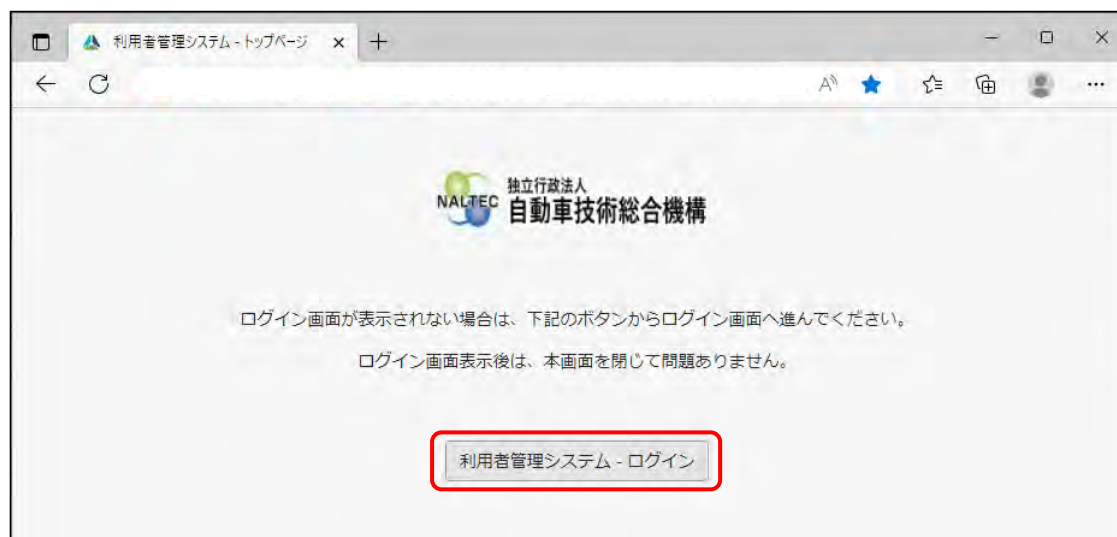 利用者管理システム - トップページ
NALTEC
独立行政法人
自動車技術総合機構
ログイン画面が表示されない場合は、下記のボタンからログイン画面へ進んでください。
ログイン画面表示後は、本画面を閉じて問題ありません。
利用者管理システム - ログイン